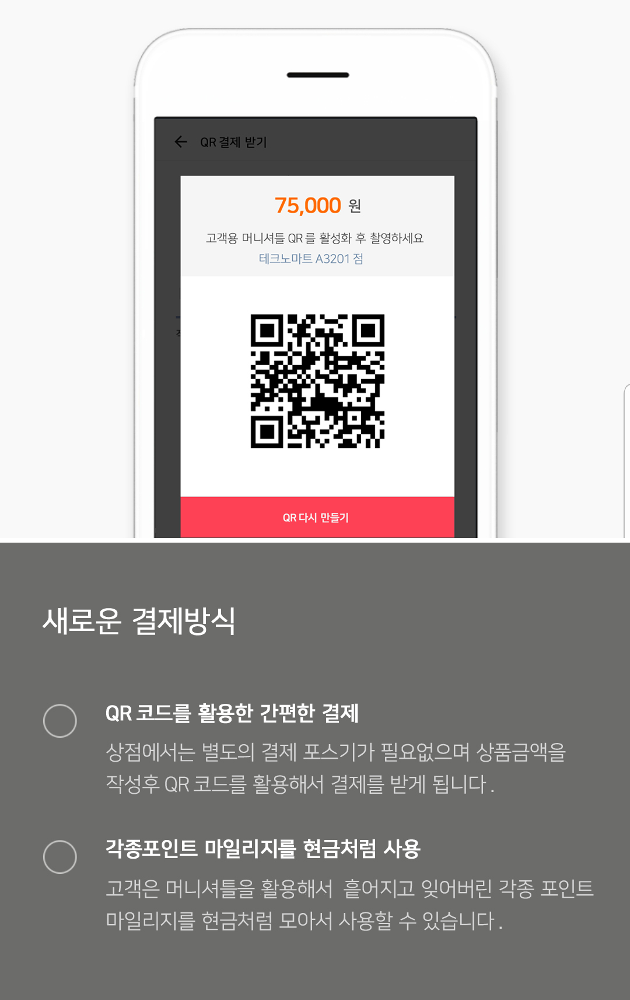 QR 결제 받기
75,000 원
고객용 머니셔틀 QR 를 활성화 후 촬영하세요
테크노마트 A3201 점
QR 다시 만들기
새로운 결제방식
QR 코드를 활용한 간편한 결제
상점에서는 별도의 결제 포스기가 필요없으며 상품금액을
작성후 QR 코드를 활용해서 결제를 받게 됩니다 .
각종포인트 마일리지를 현금처럼 사용
고객은 머니셔틀을 활용해서 흩어지고 잊어버린 각종 포인트
마일리지를 현금처럼 모아서 사용할 수 있습니다 .